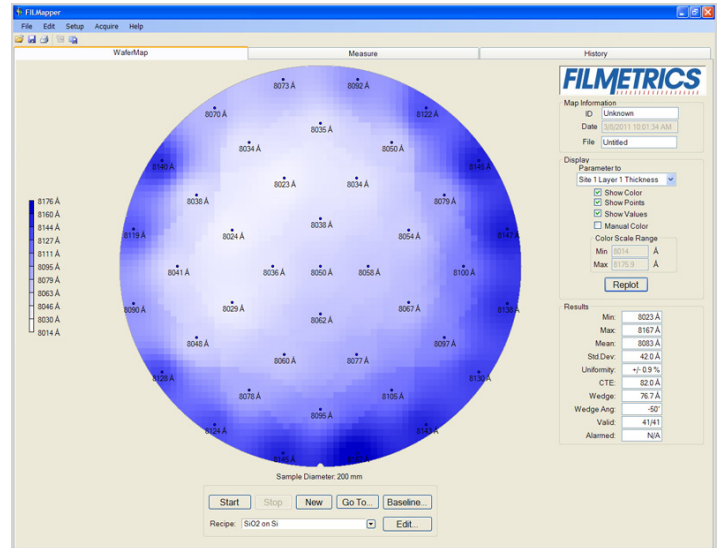 FILMapper
File Edit Setup Acquire Help
WaferMap Measure History
8073 Å 8092 Å
8070 Å 8122 Å
8035 Å
8034 Å 8050 Å
8140 Å 8145 Å
8023 Å 8034 Å
8038 Å 8079 Å
8119 Å 8024 Å 8038 Å 8054 Å 8147 Å
8041 Å 8036 Å 8050 Å 8058 Å 8100 Å
8090 Å 8029 Å 8062 Å 8067 Å 8138 Å
8048 Å 8097 Å
8060 Å 8077 Å
8128 Å 8130 Å
8078 Å 8105 Å
8095 Å
8124 Å 8143 Å
8145 Å
8176 Å
8160 Å
8144 Å
8127 Å
8111 Å
8095 Å
8079 Å
8063 Å
8046 Å
8030 Å
8014 Å
Sample Diameter: 200 mm
Start Stop New Go To... Baseline...
Recipe: SiO2 on Si Edit...
FILMETRICS
Map Information
ID Unknown
Date 3/8/2011 10:01:34 AM
File Untitled
Display
Parameter to
Site 1 Layer 1 Thickness
Show Color
Show Points
Show Values
Manual Color
Color Scale Range
Min 8014 Å
Max 8175.9 Å
Replot
Results
Min: 8023 Å
Max: 8167 Å
Mean: 8083 Å
Std.Dev: 42.0 Å
Uniformity: +/- 0.9 %
CTE: 82.0 Å
Wedge: 76.7 Å
Wedge Ang: -50°
Valid: 41/41
Alarmed: N/A